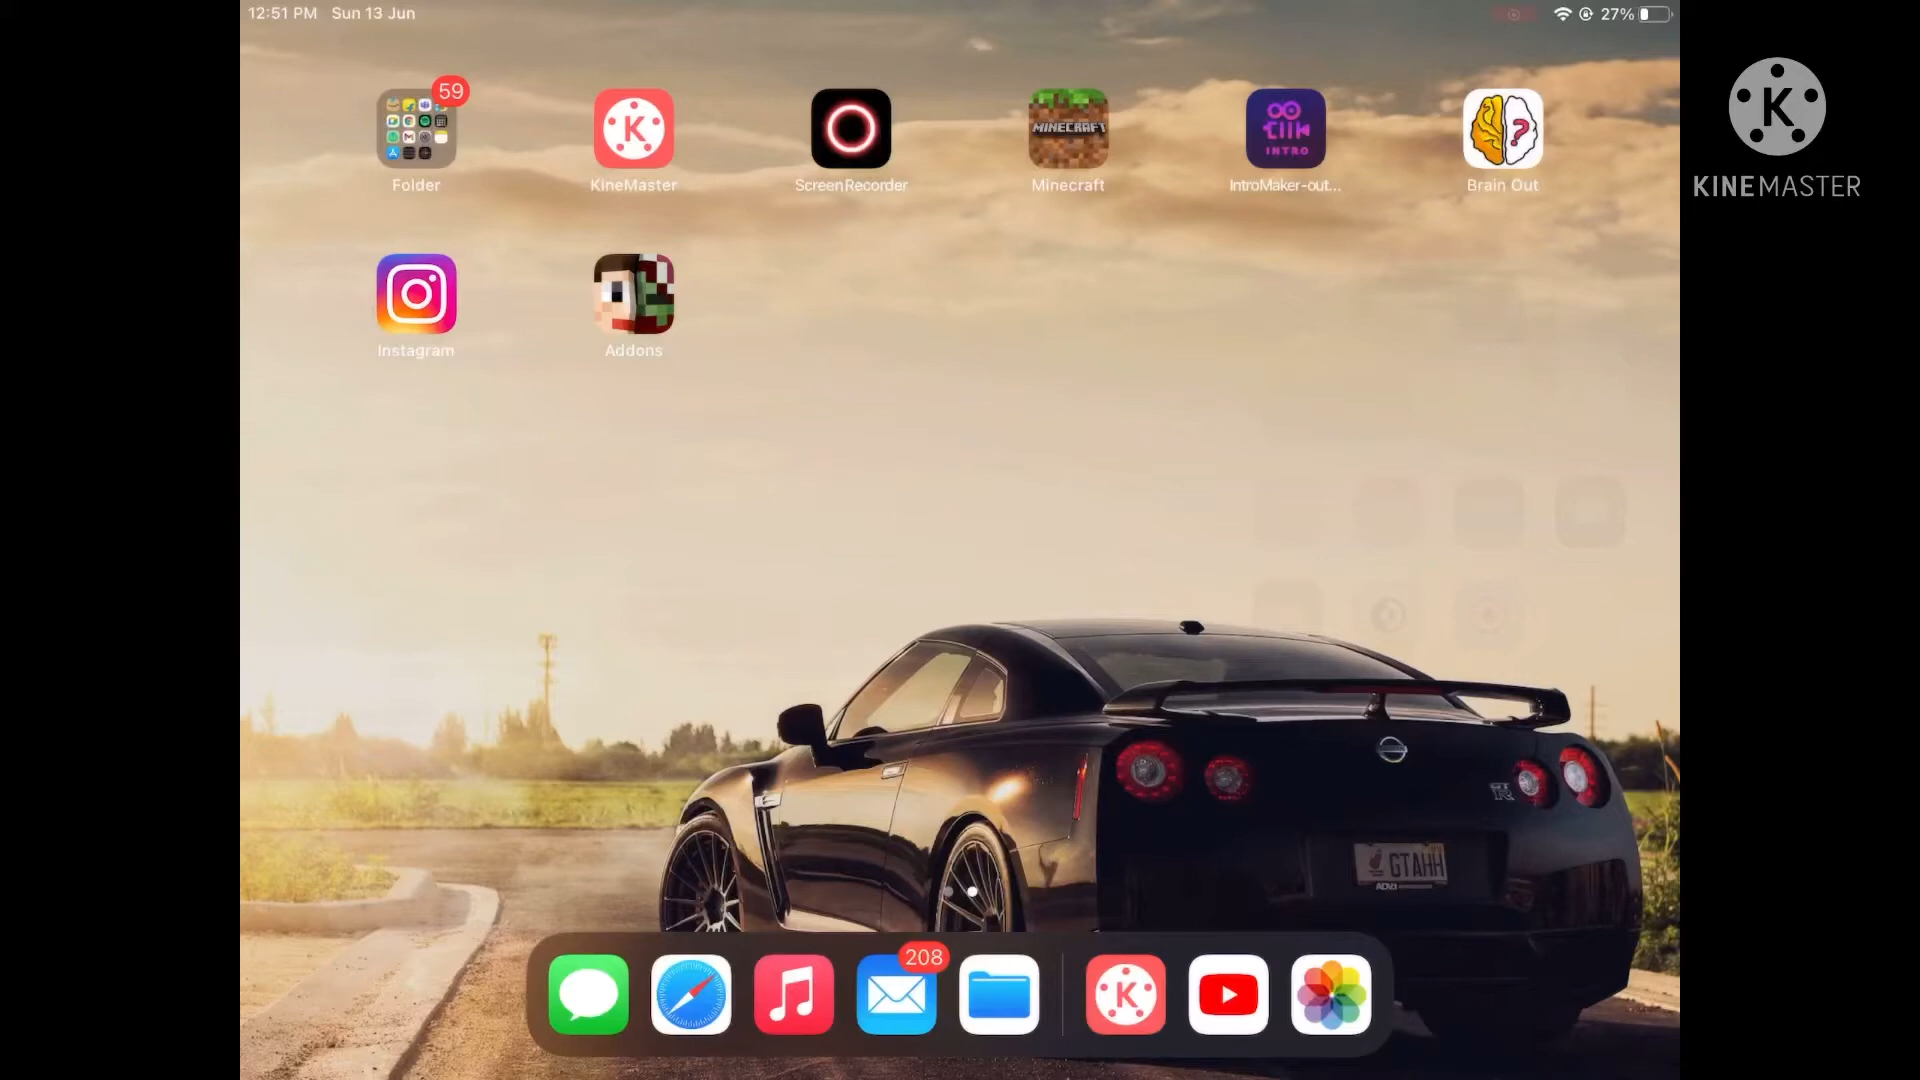 12:51 PM Sun 13 Jun
27%
59
K
MINECRAFT
INTRO
K
KINEMASTER
Folder
KineMaster
ScreenRecorder
Minecraft
IntroMaker-out...
Brain Out
Instagram
Addons
GTR
GTAHH
208
K